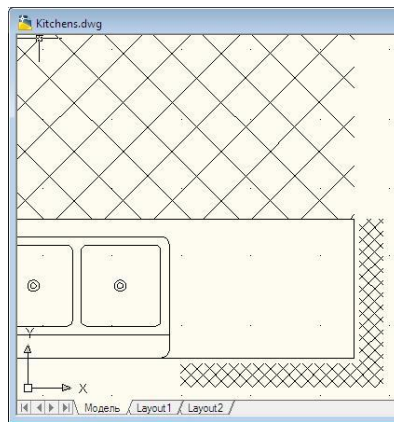 Kitchens.dwg
Y
X
Модель Layout1 Layout2